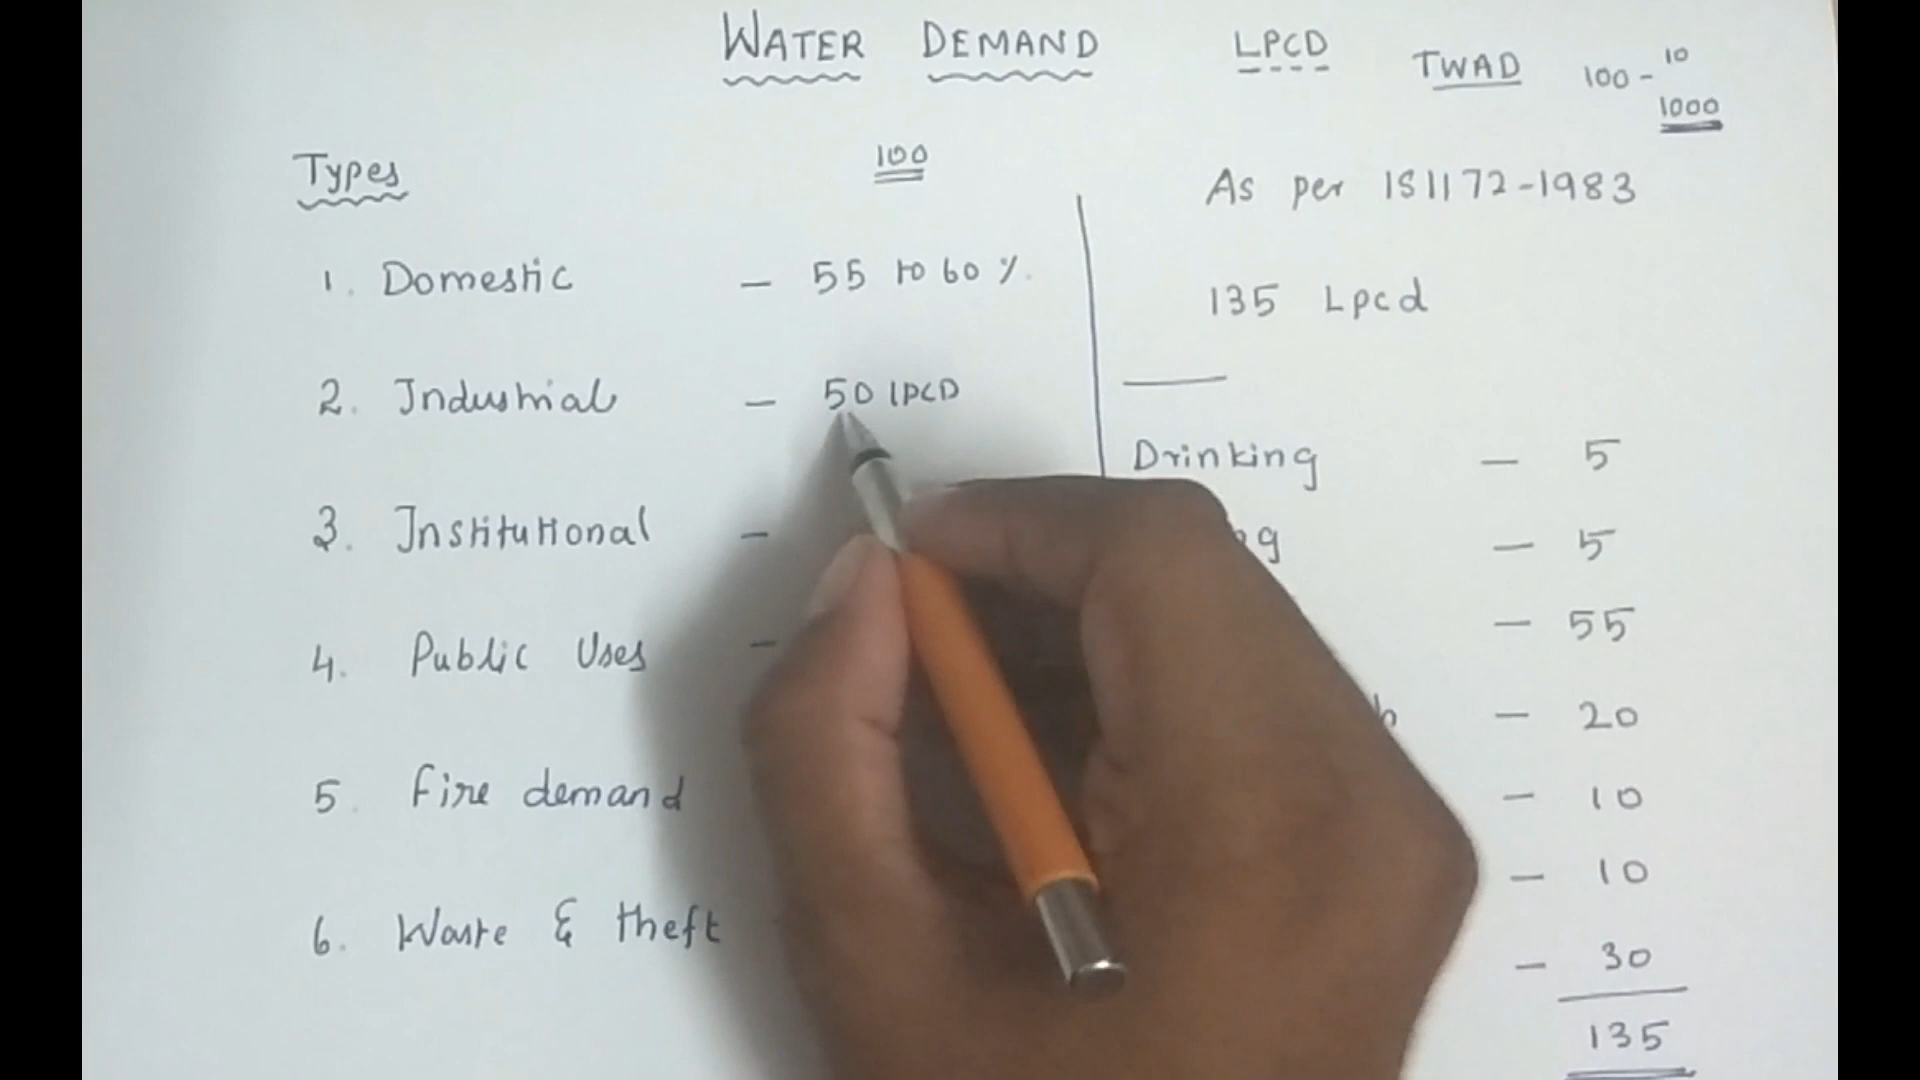 WATER DEMAND LPCD TWAD 100 - 10
1000
Types 100
1. Domestic - 55 to 60 %.
2. Industrial - 50 LPCD
3. Institutional -
4. Public Uses -
5. Fire demand
6. Waste & theft
As per IS1172-1983
135 Lpcd
Drinking - 5
- 5
- 55
- 20
- 10
- 10
- 30
135